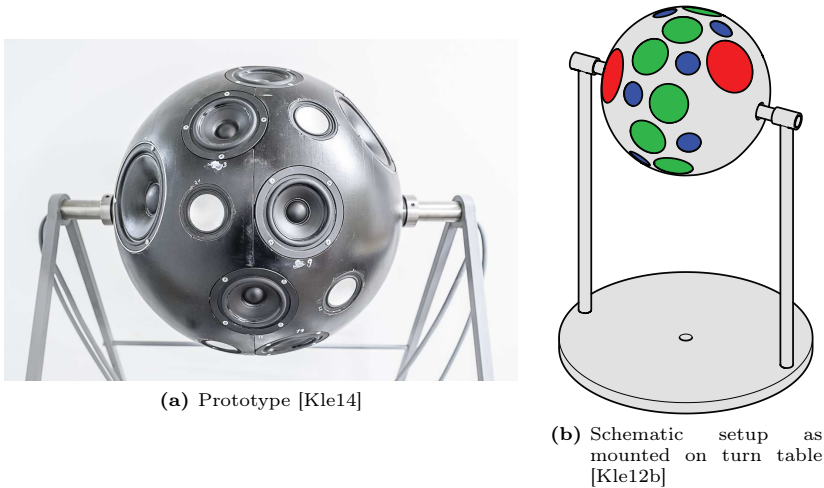 (a) Prototype [Kle14]
(b) Schematic setup as
mounted on turn table
[Kle12b]